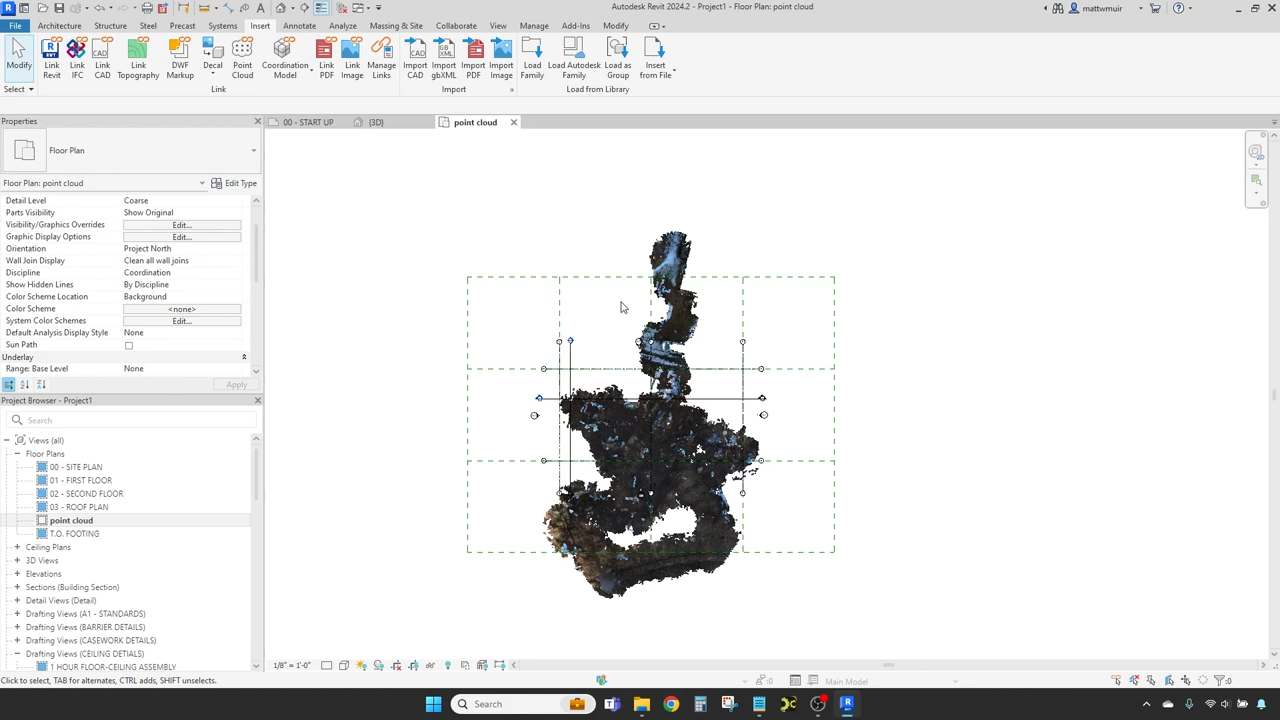 Autodesk Revit 2024.2 - Project1 - Floor Plan: point cloud
mattwmuir
File Architecture Structure Steel Precast Systems Insert Annotate Analyze Massing & Site Collaborate View Manage Add-Ins Modify
Modify Link Revit Link IFC Link CAD Link Topography DWF Markup Decal Point Cloud Coordination Model Link PDF Link Image Manage Links Import CAD Import gbXML Import PDF Import Image Load Family Load Autodesk Family Load as Group Insert from File
Select Link Import Load from Library
Properties
00 - START UP {3D} point cloud
Floor Plan
Floor Plan: point cloud Edit Type
Detail Level Coarse
Parts Visibility Show Original
Visibility/Graphics Overrides Edit...
Graphic Display Options Edit...
Orientation Project North
Wall Join Display Clean all wall joins
Discipline Coordination
Show Hidden Lines By Discipline
Color Scheme Location Background
Color Scheme <none>
System Color Schemes Edit...
Default Analysis Display Style None
Sun Path
Underlay
Range: Base Level None
Apply
Project Browser - Project1
Search
Views (all)
Floor Plans
00 - SITE PLAN
01 - FIRST FLOOR
02 - SECOND FLOOR
03 - ROOF PLAN
point cloud
T.O. FOOTING
Ceiling Plans
3D Views
Elevations
Sections (Building Section)
Detail Views (Detail)
Drafting Views (A1 - STANDARDS)
Drafting Views (BARRIER DETAILS)
Drafting Views (CASEWORK DETAILS)
Drafting Views (CEILING DETIALS)
1 HOUR FLOOR-CEILING ASSEMBLY
1/8" = 1'-0"
Click to select, TAB for alternates, CTRL adds, SHIFT unselects.
:0 Main Model :0
Search